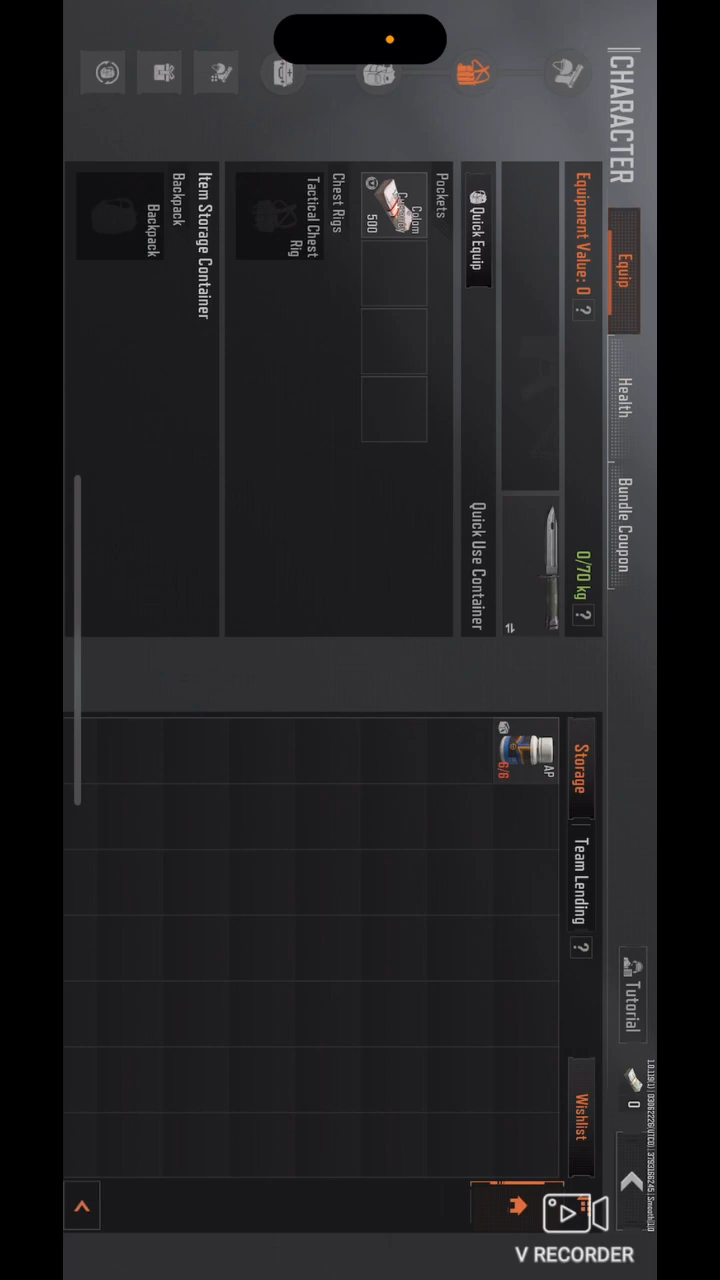 CHARACTER
Equip
Health
Bundle Coupon
Tutorial
0
Equipment Value: 0
?
0/70 kg
?
Quick Equip
Quick Use Container
Pockets
500
Chest Rigs
Tactical Chest
Rig
Item Storage Container
Backpack
Backpack
Storage
Team Lending
?
Wishlist
AP
6/6
V RECORDER